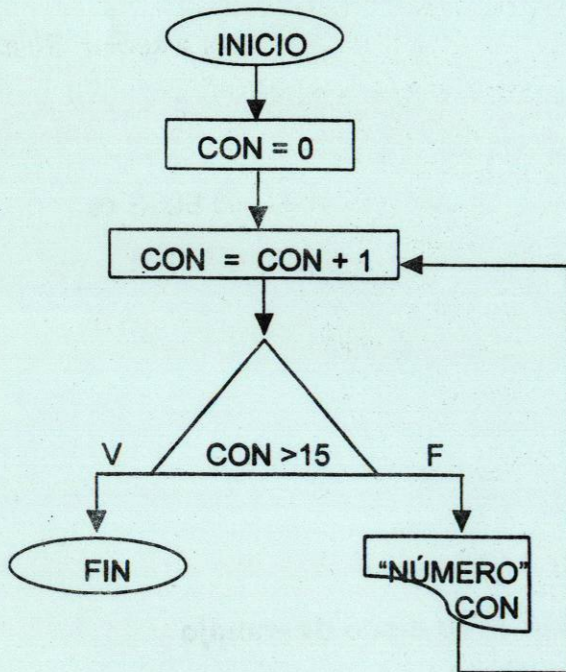 INICIO
CON = 0
CON = CON + 1
CON >15
V
F
FIN
"NÚMERO"
CON